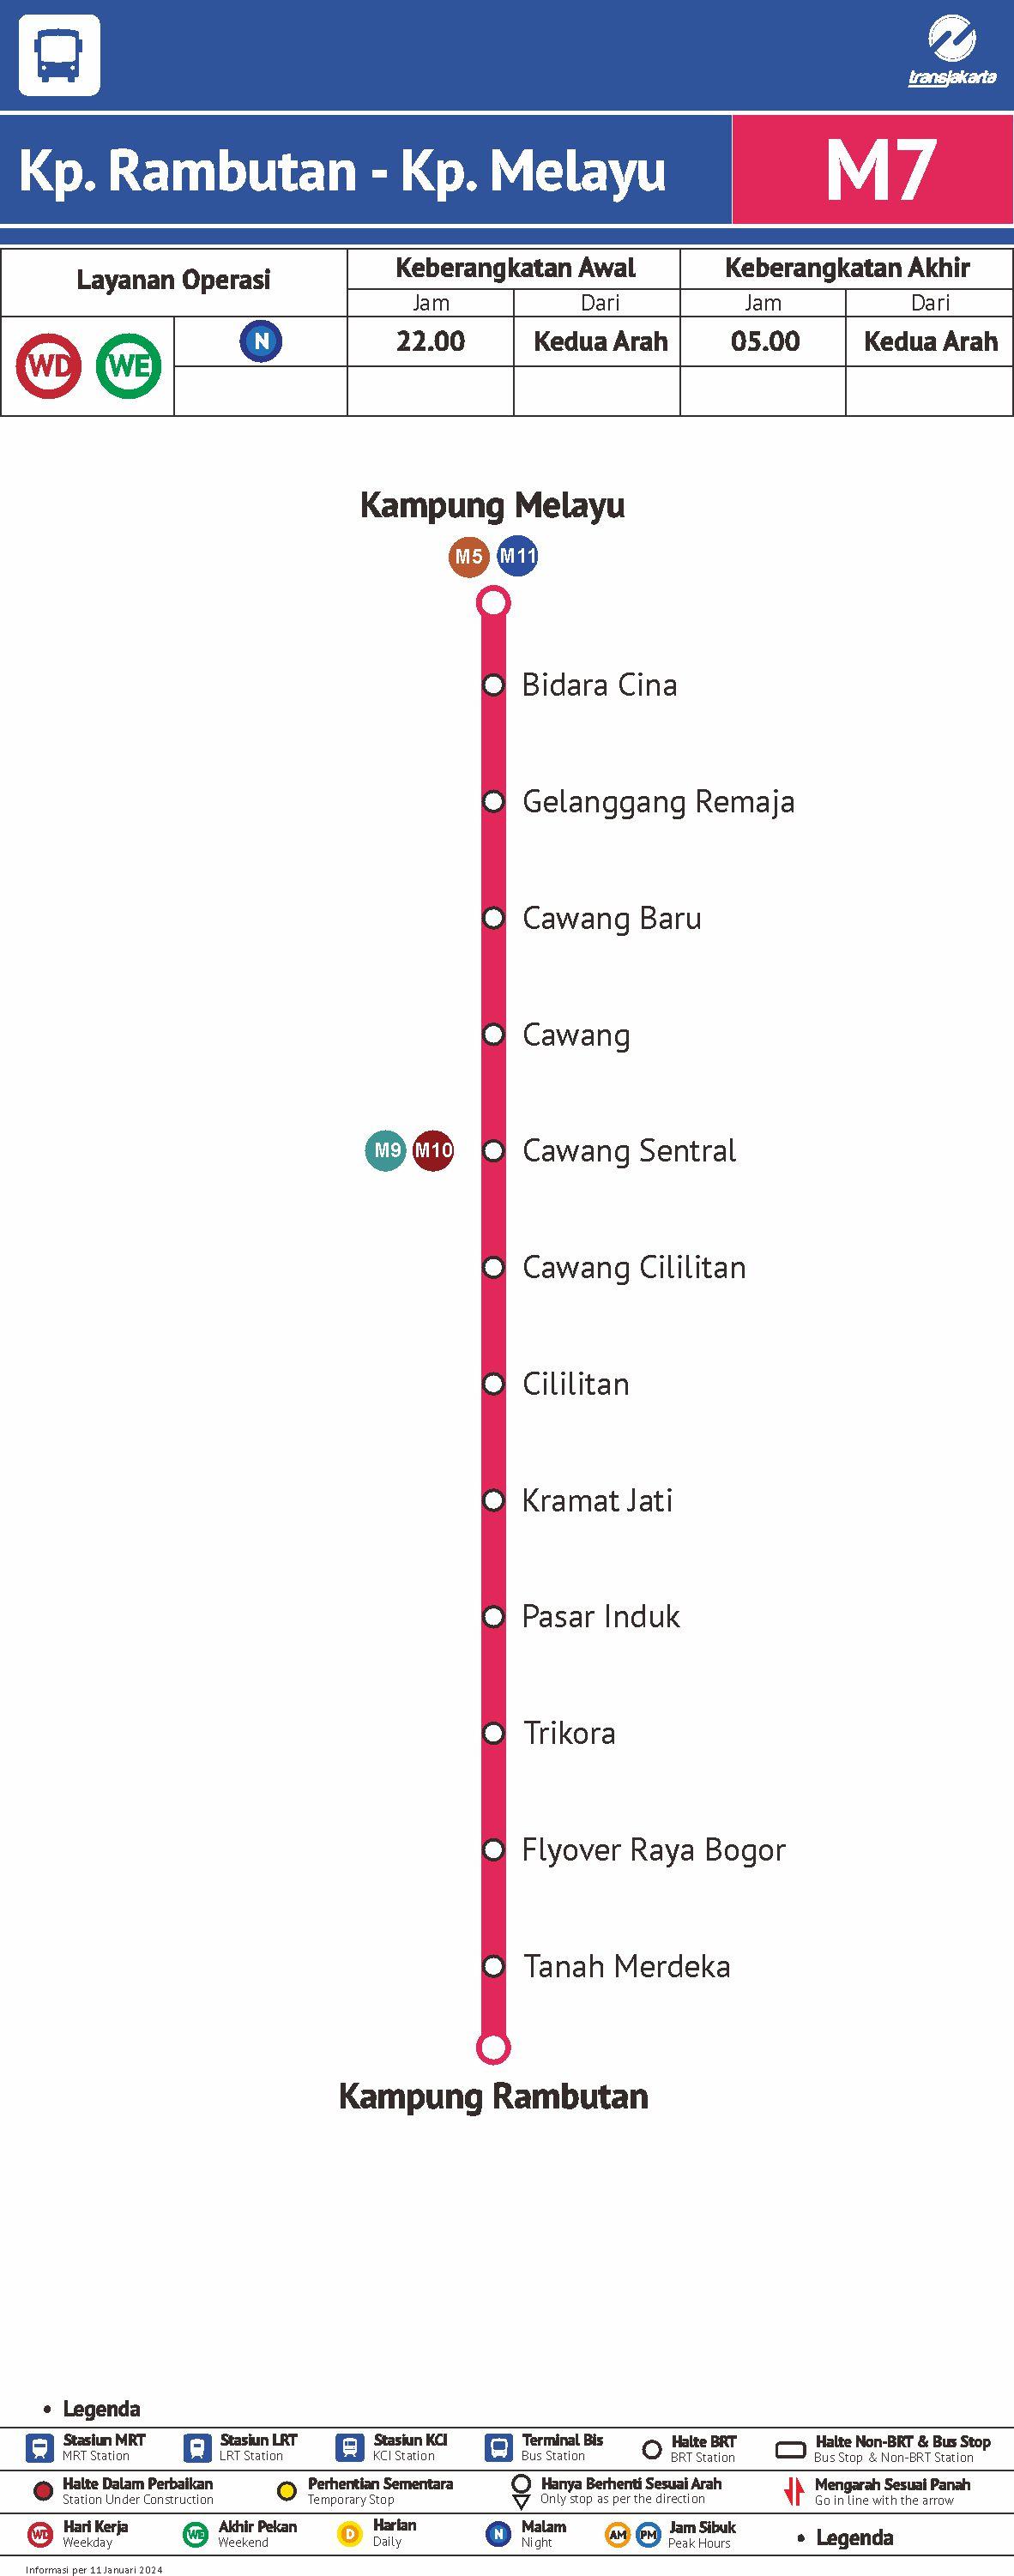 transjakarta
Kp. Rambutan - Kp. Melayu
M7
Layanan Operasi
Keberangkatan Awal
Keberangkatan Akhir
Jam
Dari
Jam
Dari
WD
WE
N
22.00
Kedua Arah
05.00
Kedua Arah
Kampung Melayu
M5 M11
Bidara Cina
Gelanggang Remaja
Cawang Baru
Cawang
M9 M10 Cawang Sentral
Cawang Cililitan
Cililitan
Kramat Jati
Pasar Induk
Trikora
Flyover Raya Bogor
Tanah Merdeka
Kampung Rambutan
• Legenda
Stasiun MRT
MRT Station
Stasiun LRT
LRT Station
Stasiun KCI
KCI Station
Terminal Bis
Bus Station
Halte BRT
BRT Station
Halte Non-BRT & Bus Stop
Bus Stop & Non-BRT Station
Halte Dalam Perbaikan
Station Under Construction
Perhentian Sementara
Temporary Stop
Hanya Berhenti Sesuai Arah
Only stop as per the direction
Mengarah Sesuai Panah
Go in line with the arrow
WD
Hari Kerja
Weekday
WE
Akhir Pekan
Weekend
D
Harian
Daily
N
Malam
Night
AM PM
Jam Sibuk
Peak Hours
• Legenda
Informasi per 11 Januari 2024